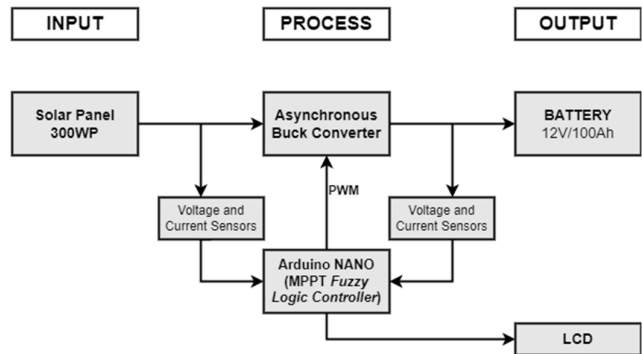 INPUT
PROCESS
OUTPUT
Solar Panel
300WP
Asynchronous
Buck Converter
BATTERY
12V/100Ah
PWM
Voltage and
Current Sensors
Voltage and
Current Sensors
Arduino NANO
(MPPT Fuzzy
Logic Controller)
LCD